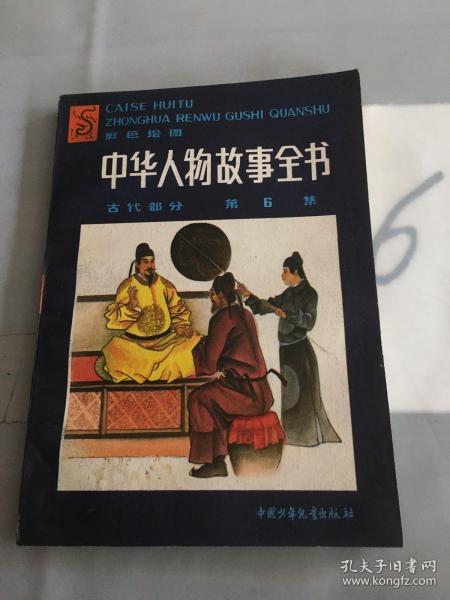 CAISE HUITU
ZHONGHUA RENWU GUSHI QUANSHU
彩色绘图
中华人物故事全书
古代部分 第6集
6
中国少年儿童出版社
孔夫子旧书网
www.kongfz.com